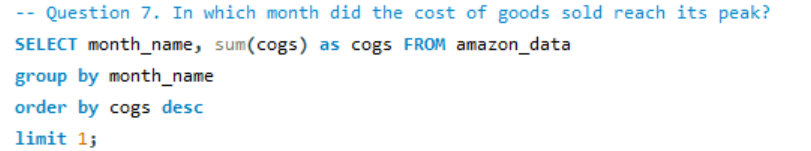 -- Question 7. In which month did the cost of goods sold reach its peak?
SELECT month_name, sum(cogs) as cogs FROM amazon_data
group by month_name
order by cogs desc
limit 1;